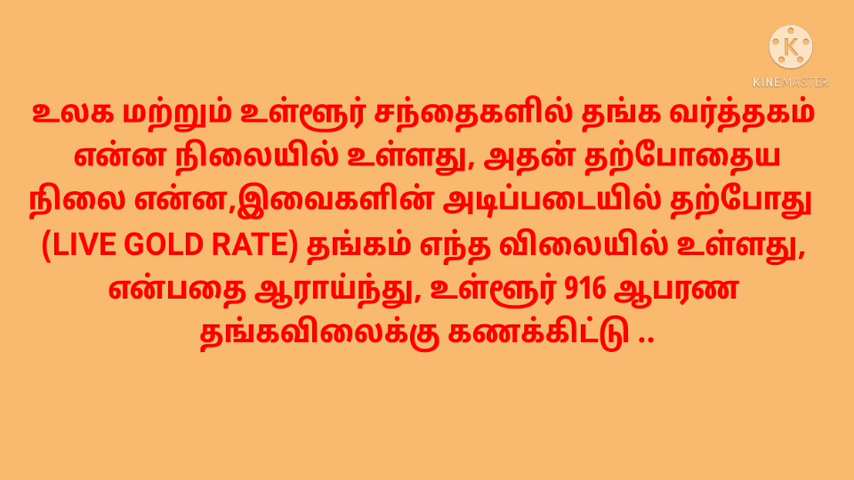 KINEMASTER
உலக மற்றும் உள்ளூர் சந்தைகளில் தங்க வர்த்தகம்
என்ன நிலையில் உள்ளது, அதன் தற்போதைய
நிலை என்ன,இவைகளின் அடிப்படையில் தற்போது
(LIVE GOLD RATE) தங்கம் எந்த விலையில் உள்ளது,
என்பதை ஆராய்ந்து, உள்ளூர் 916 ஆபரண
தங்கவிலைக்கு கணக்கிட்டு ..